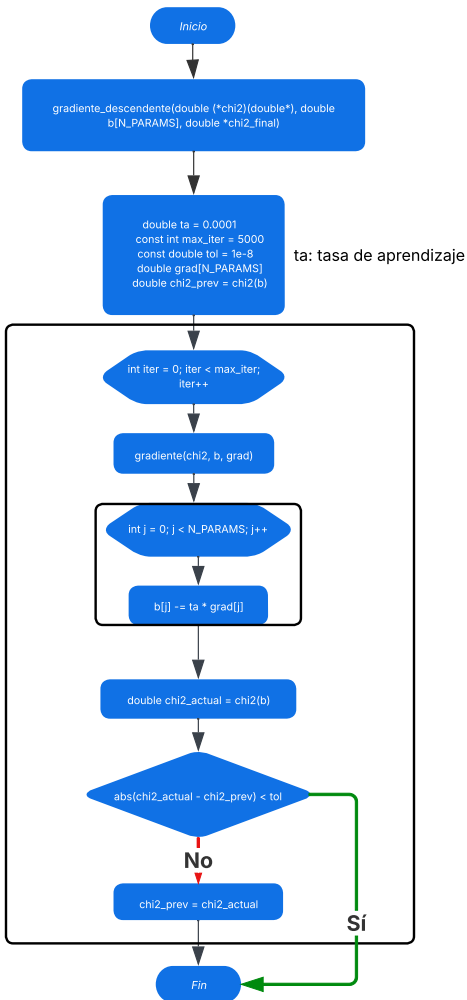 Inicio
gradiente_descendente(double (*chi2)(double*), double
b[N_PARAMS], double *chi2_final)
double ta = 0.0001
const int max_iter = 5000
const double tol = 1e-8
double grad[N_PARAMS]
double chi2_prev = chi2(b)
ta: tasa de aprendizaje
int iter = 0; iter < max_iter;
iter++
gradiente(chi2, b, grad)
int j = 0; j < N_PARAMS; j++
b[j] -= ta * grad[j]
double chi2_actual = chi2(b)
abs(chi2_actual - chi2_prev) < tol
No
chi2_prev = chi2_actual
Sí
Fin